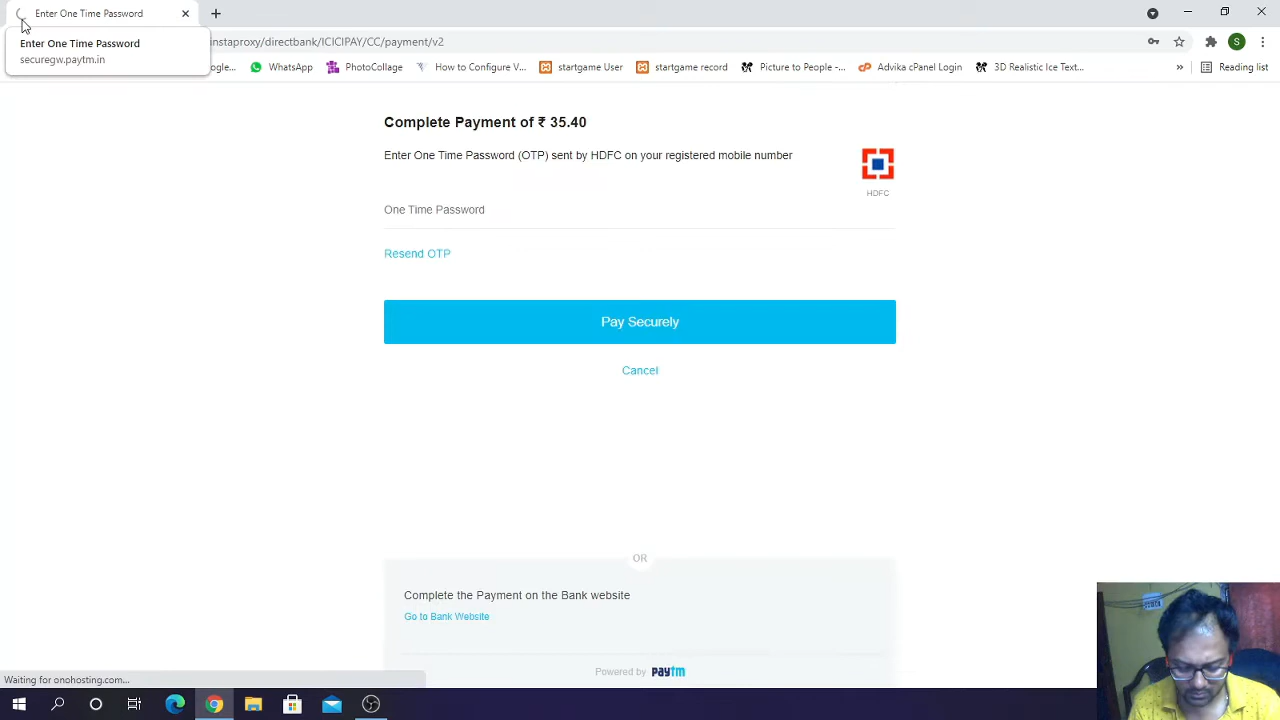 Enter One Time Password
Enter One Time Password
securegw.paytm.in
instaproxy/directbank/ICICIPAY/CC/payment/v2
S
ogle...
WhatsApp
PhotoCollage
How to Configure V...
startgame User
startgame record
Picture to People -...
Advika cPanel Login
3D Realistic Ice Text...
»
Reading list
Complete Payment of ₹ 35.40
Enter One Time Password (OTP) sent by HDFC on your registered mobile number
HDFC
One Time Password
Resend OTP
Pay Securely
Cancel
OR
Complete the Payment on the Bank website
Go to Bank Website
Powered by paytm
Waiting for onohosting.com...